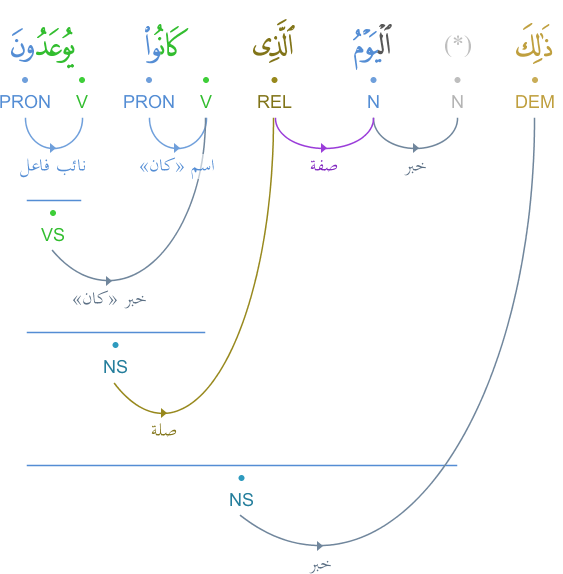 ذَٰلِكَ (*) ٱلْيَوْمُ ٱلَّذِى كَانُوا۟ يُوعَدُونَ
PRON V PRON V REL N N DEM
نائب فاعل اسم «كان» صفة خبر
VS
خبر «كان»
NS
صلة
NS
خبر